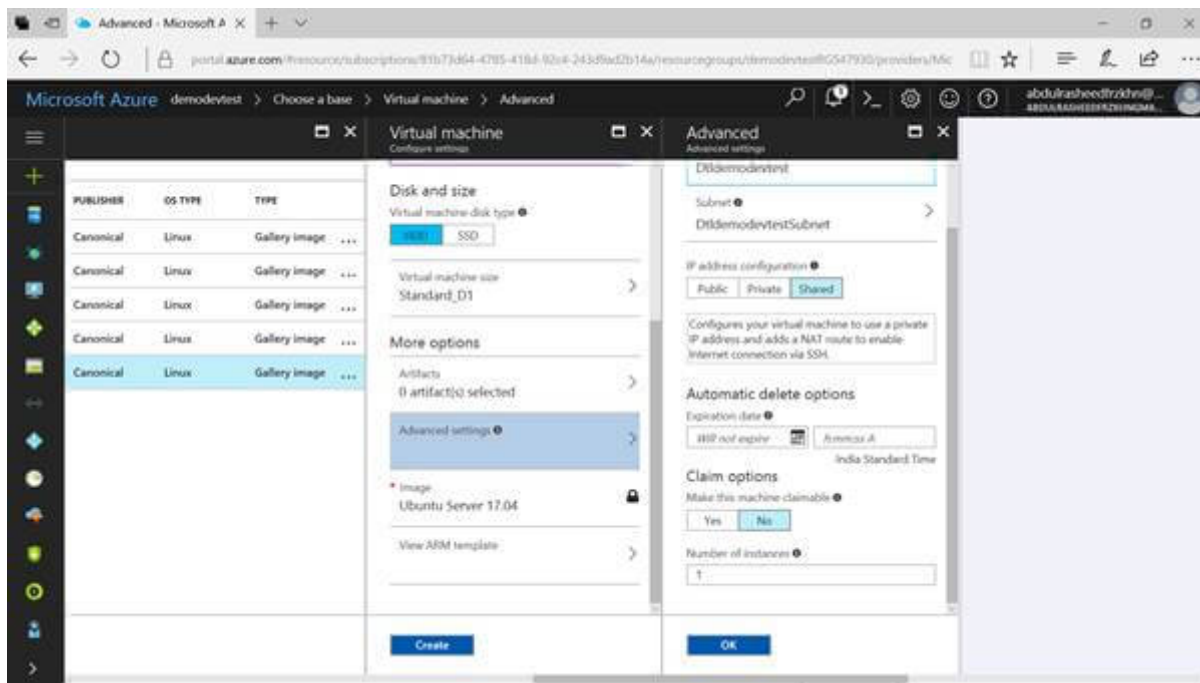 Advanced - Microsoft A
portal.azure.com
Microsoft Azure demodevtest > Choose a base > Virtual machine > Advanced
abdulrasheedfrzkhn@...
PUBLISHER OS TYPE TYPE
Canonical Linux Gallery image ...
Canonical Linux Gallery image ...
Canonical Linux Gallery image ...
Canonical Linux Gallery image ...
Canonical Linux Gallery image ...
Virtual machine
Configure settings
Disk and size
Virtual machine disk type
HDD SSD
Virtual machine size
Standard_D1
More options
Artifacts
0 artifact(s) selected
Advanced settings
* Image
Ubuntu Server 17.04
View ARM template
Create
Advanced
Advanced settings
Dtldemodevtest
Subnet
DtldemodevtestSubnet
IP address configuration
Public Private Shared
Configures your virtual machine to use a private
IP address and adds a NAT route to enable
Internet connection via SSH.
Automatic delete options
Expiration date
Will not expire h:mm:ss A
India Standard Time
Claim options
Make this machine claimable
Yes No
Number of instances
1
OK